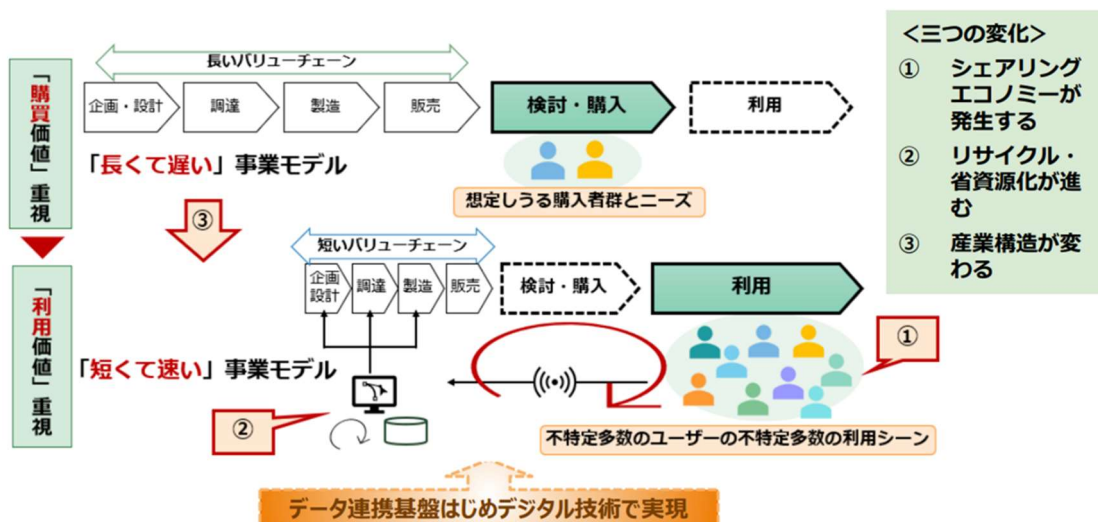 「購買価値」重視
長いバリューチェーン
企画・設計
調達
製造
販売
検討・購入
利用
「長くて遅い」事業モデル
想定しうる購入者群とニーズ
③
<三つの変化>
① シェアリング
エコノミーが
発生する
② リサイクル・
省資源化が進
む
③ 産業構造が変
わる
「利用価値」重視
短いバリューチェーン
企画
設計
調達
製造
販売
検討・購入
利用
「短くて速い」事業モデル
①
②
不特定多数のユーザーの不特定多数の利用シーン
データ連携基盤はじめデジタル技術で実現